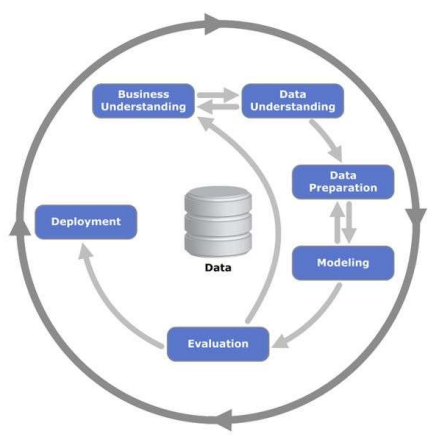 Business
Understanding
Data
Understanding
Data
Preparation
Modeling
Evaluation
Deployment
Data